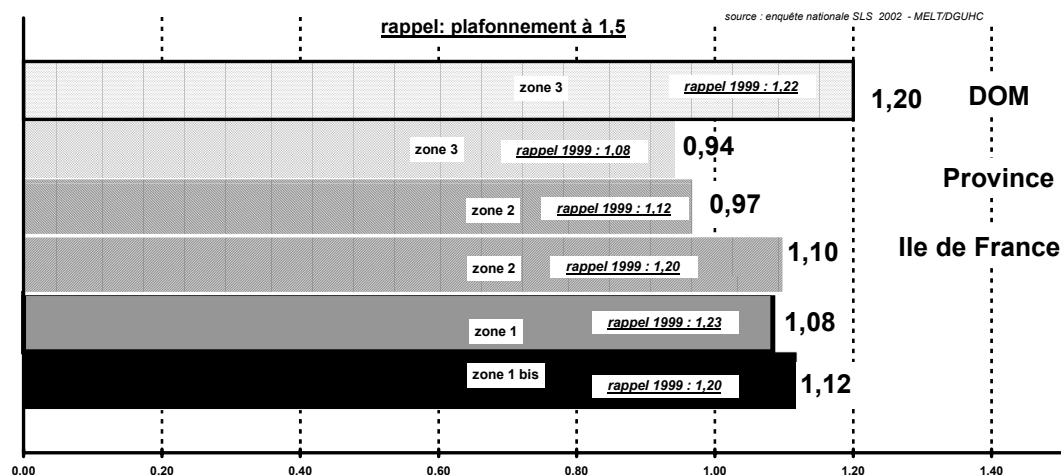 source : enquête nationale SLS 2002 - MELT/DGUHC
rappel: plafonnement à 1,5
zone 3 rappel 1999 : 1,22 1,20 DOM
zone 3 rappel 1999 : 1,08 0,94
Province
zone 2 rappel 1999 : 1,12 0,97
zone 2 rappel 1999 : 1,20 1,10 Ile de France
zone 1 rappel 1999 : 1,23 1,08
zone 1 bis rappel 1999 : 1,20 1,12
0,00 0,20 0,40 0,60 0,80 1,00 1,20 1,40